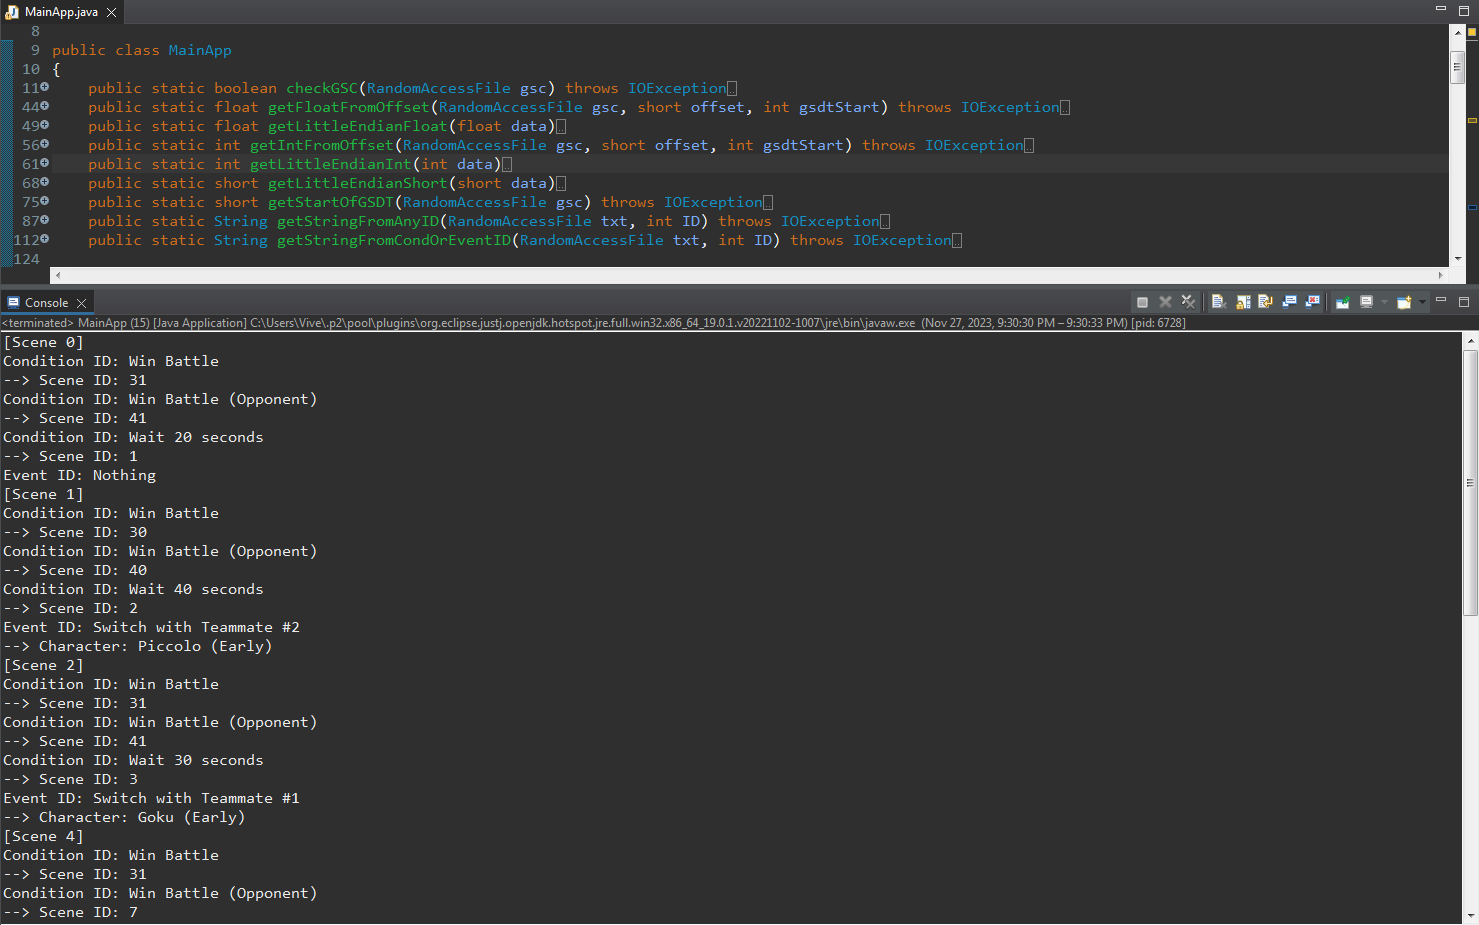 MainApp.java
8
9 public class MainApp
10 {
11 public static boolean checkGSC(RandomAccessFile gsc) throws IOException
44 public static float getFloatFromOffset(RandomAccessFile gsc, short offset, int gsdtStart) throws IOException
49 public static float getLittleEndianFloat(float data)
56 public static int getIntFromOffset(RandomAccessFile gsc, short offset, int gsdtStart) throws IOException
61 public static int getLittleEndianInt(int data)
68 public static short getLittleEndianShort(short data)
75 public static short getStartOfGSDT(RandomAccessFile gsc) throws IOException
87 public static String getStringFromAnyID(RandomAccessFile txt, int ID) throws IOException
112 public static String getStringFromCondOrEventID(RandomAccessFile txt, int ID) throws IOException
124
Console
<terminated> MainApp (15) [Java Application] C:\Users\Vive\.p2\pool\plugins\org.eclipse.justj.openjdk.hotspot.jre.full.win32.x86_64_19.0.1.v20221102-1007\jre\bin\javaw.exe (Nov 27, 2023, 9:30:30 PM – 9:30:33 PM) [pid: 6728]
[Scene 0]
Condition ID: Win Battle
--> Scene ID: 31
Condition ID: Win Battle (Opponent)
--> Scene ID: 41
Condition ID: Wait 20 seconds
--> Scene ID: 1
Event ID: Nothing
[Scene 1]
Condition ID: Win Battle
--> Scene ID: 30
Condition ID: Win Battle (Opponent)
--> Scene ID: 40
Condition ID: Wait 40 seconds
--> Scene ID: 2
Event ID: Switch with Teammate #2
--> Character: Piccolo (Early)
[Scene 2]
Condition ID: Win Battle
--> Scene ID: 31
Condition ID: Win Battle (Opponent)
--> Scene ID: 41
Condition ID: Wait 30 seconds
--> Scene ID: 3
Event ID: Switch with Teammate #1
--> Character: Goku (Early)
[Scene 4]
Condition ID: Win Battle
--> Scene ID: 31
Condition ID: Win Battle (Opponent)
--> Scene ID: 7